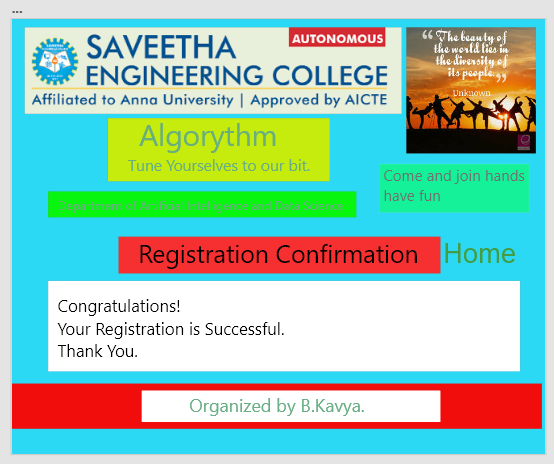 ...
SAVEETHA
ENGINEERING COLLEGE
AUTONOMOUS
Affiliated to Anna University | Approved by AICTE
“The beauty of
the world lies in
the diversity of
its people.”
Unknown
Algorythm
Tune Yourselves to our bit.
Come and join hands
have fun
Department of Artificial Intelligence and Data Science
Registration Confirmation
Home
Congratulations!
Your Registration is Successful.
Thank You.
Organized by B.Kavya.